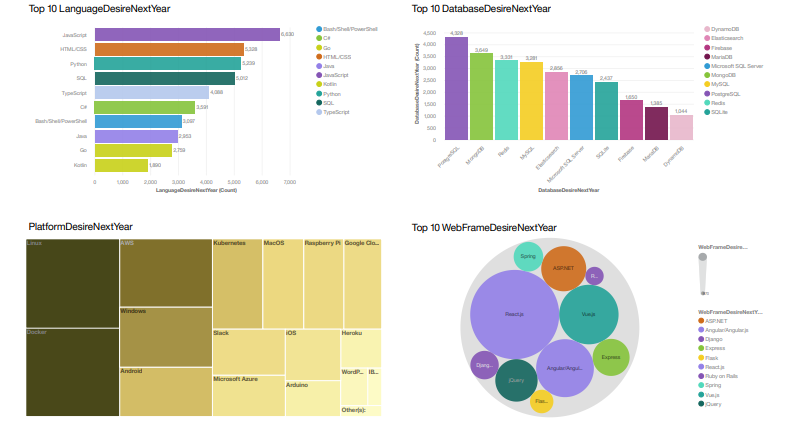 Top 10 LanguageDesireNextYear
JavaScript
6,630
HTML/CSS
5,328
Python
5,239
SQL
5,012
TypeScript
4,088
C#
3,591
Bash/Shell/PowerShell
3,097
Java
2,953
Go
2,759
Kotlin
1,890
0 1,000 2,000 3,000 4,000 5,000 6,000 7,000
LanguageDesireNextYear (Count)
Bash/Shell/PowerShell
C#
Go
HTML/CSS
Java
JavaScript
Kotlin
Python
SQL
TypeScript
Top 10 DatabaseDesireNextYear
DatabaseDesireNextYear (Count)
4,500
4,000
3,500
3,000
2,500
2,000
1,500
1,000
500
0
4,328 3,649 3,331 3,281 2,856 2,706 2,437 1,650 1,385 1,044
PostgreSQL MongoDB Redis MySQL Elasticsearch Microsoft SQL Server SQLite Firebase MariaDB DynamoDB
DatabaseDesireNextYear
DynamoDB
Elasticsearch
Firebase
MariaDB
Microsoft SQL Server
MongoDB
MySQL
PostgreSQL
Redis
SQLite
PlatformDesireNextYear
Linux
AWS
Kubernetes
MacOS
Raspberry Pi
Google Clo...
Windows
Docker
Slack
iOS
Heroku
Android
Microsoft Azure
WordP...
IB...
Arduino
Other(s):
Top 10 WebFrameDesireNextYear
Spring
ASP.NET
R...
React.js
Vue.js
Express
Djang...
Angular/Angul...
jQuery
Flas...
WebFrameDesire...
WebFrameDesireNextY...
ASP.NET
Angular/Angular.js
Django
Express
Flask
React.js
Ruby on Rails
Spring
Vue.js
jQuery